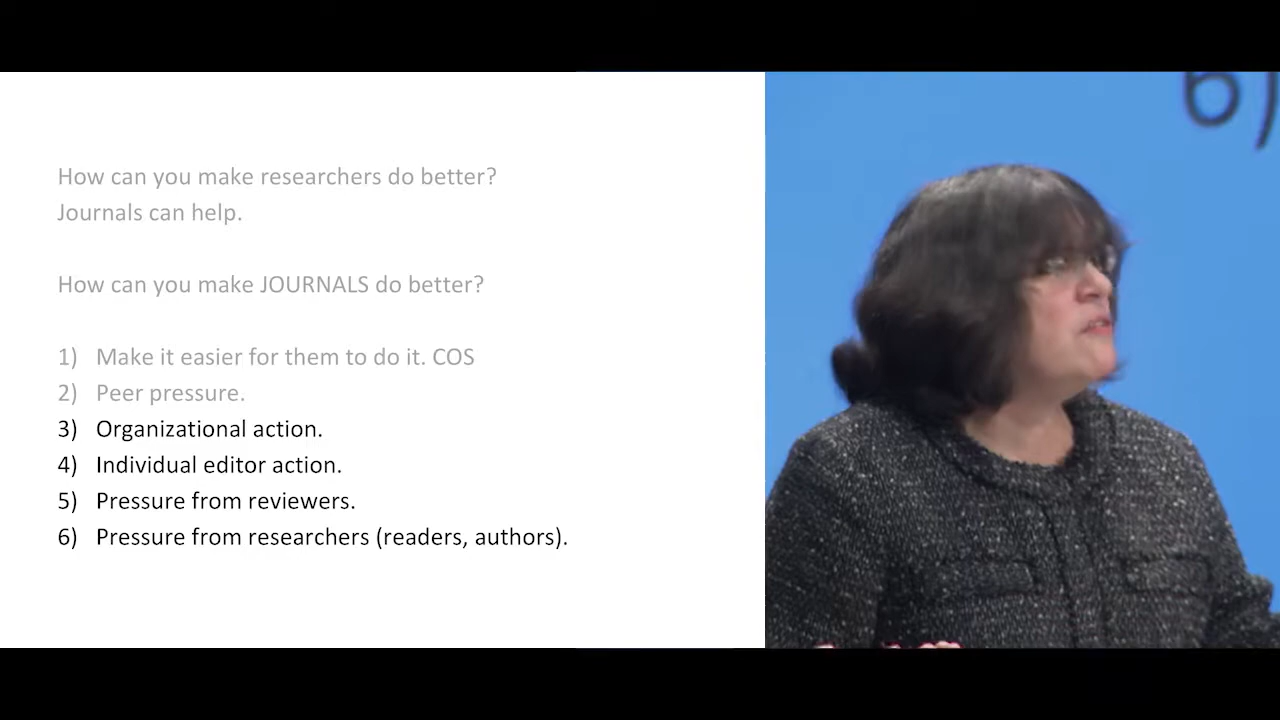 How can you make researchers do better?
Journals can help.
How can you make JOURNALS do better?
1) Make it easier for them to do it. COS
2) Peer pressure.
3) Organizational action.
4) Individual editor action.
5) Pressure from reviewers.
6) Pressure from researchers (readers, authors).
6)